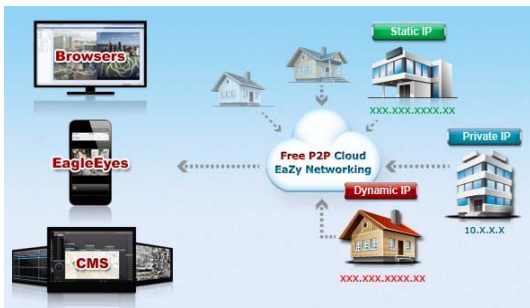 Browsers
Static IP
XXX.XXX.XXXX.XX
EagleEyes
Free P2P Cloud
EaZy Networking
Private IP
10.X.X.X
Dynamic IP
XXX.XXX.XXXX.XX
CMS